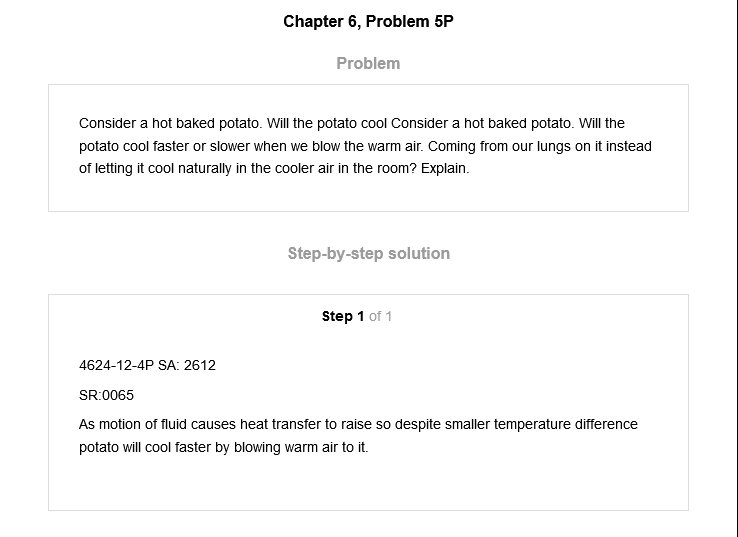 Chapter 6, Problem 5P
Problem
Consider a hot baked potato. Will the potato cool Consider a hot baked potato. Will the
potato cool faster or slower when we blow the warm air. Coming from our lungs on it instead
of letting it cool naturally in the cooler air in the room? Explain.
Step-by-step solution
Step 1 of 1
4624-12-4P SA: 2612
SR:0065
As motion of fluid causes heat transfer to raise so despite smaller temperature difference
potato will cool faster by blowing warm air to it.